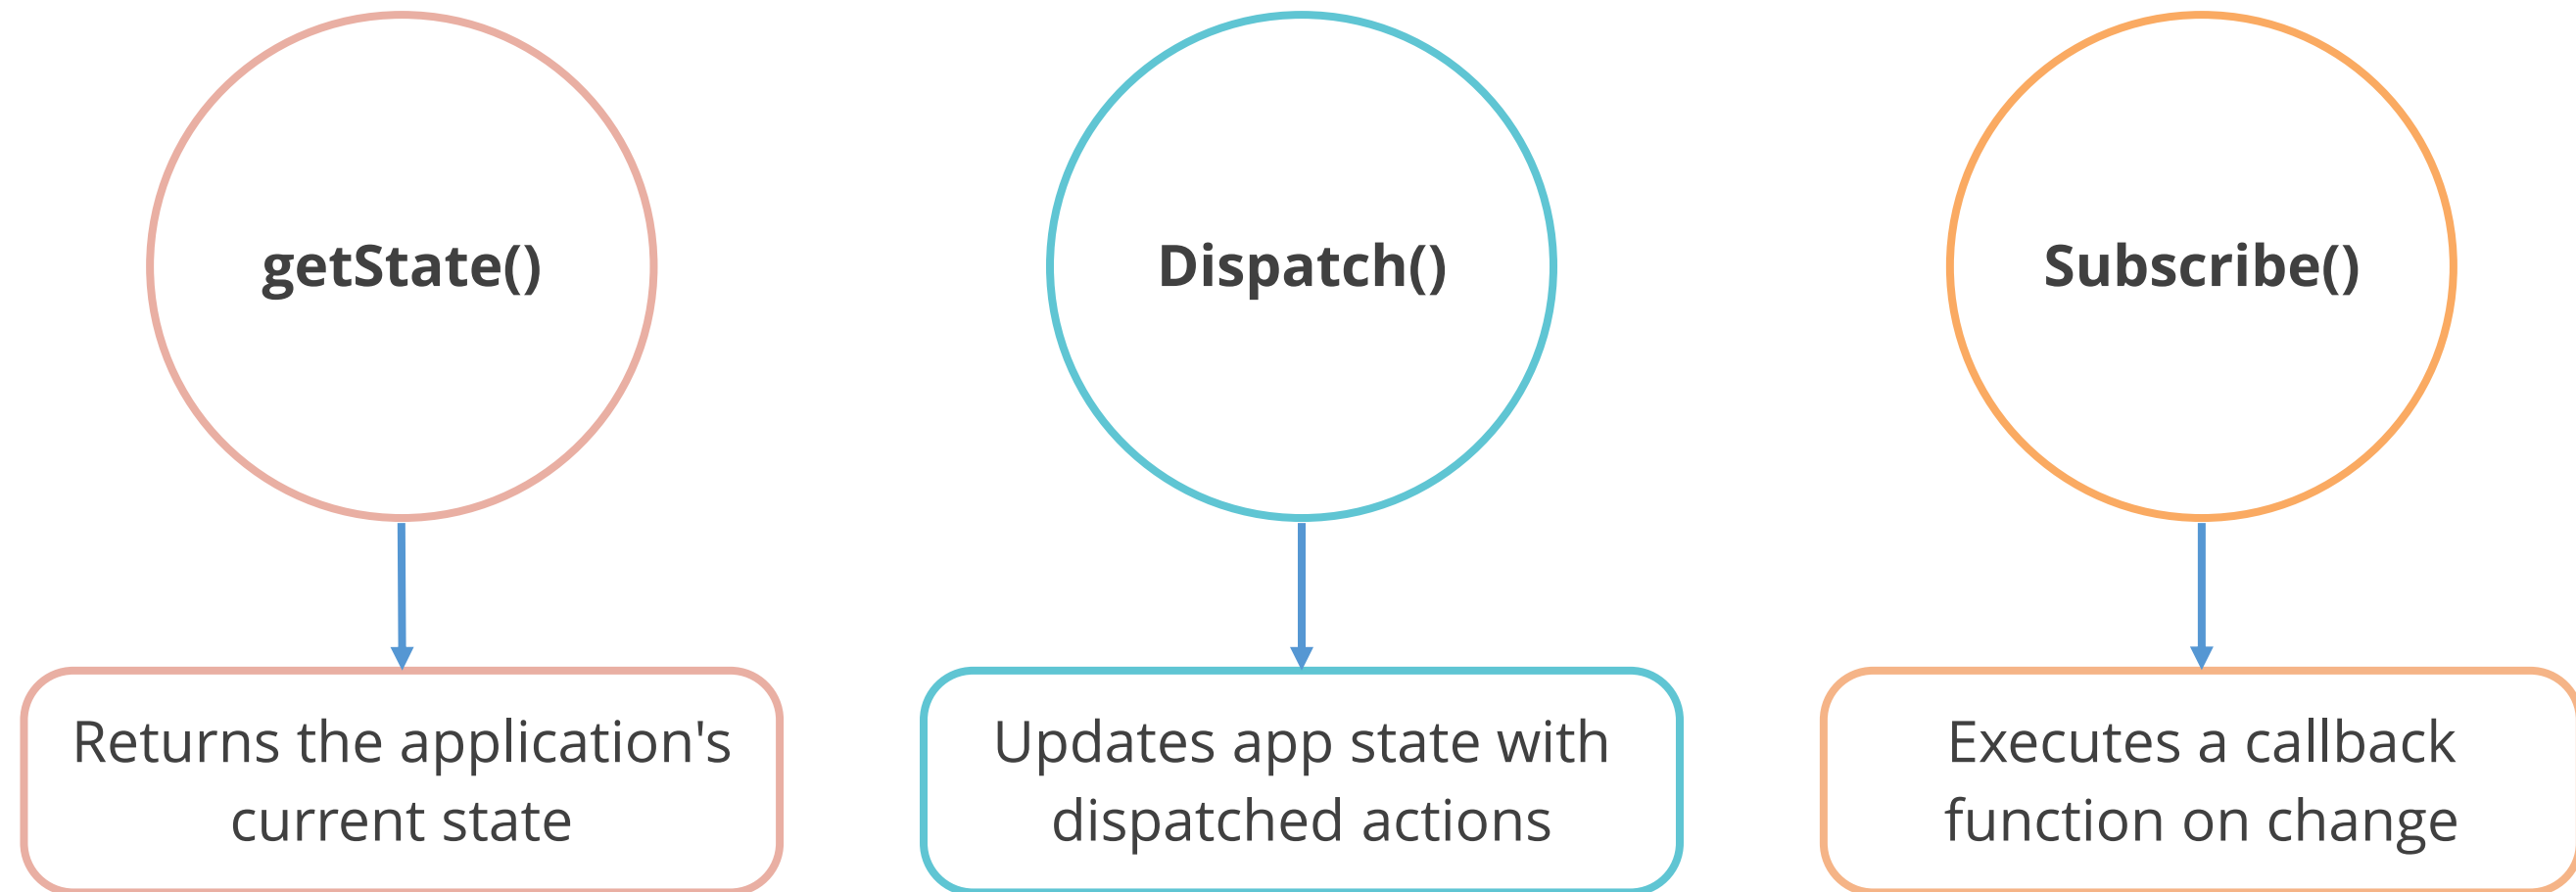 getState()
Dispatch()
Subscribe()
Returns the application's
current state
Updates app state with
dispatched actions
Executes a callback
function on change